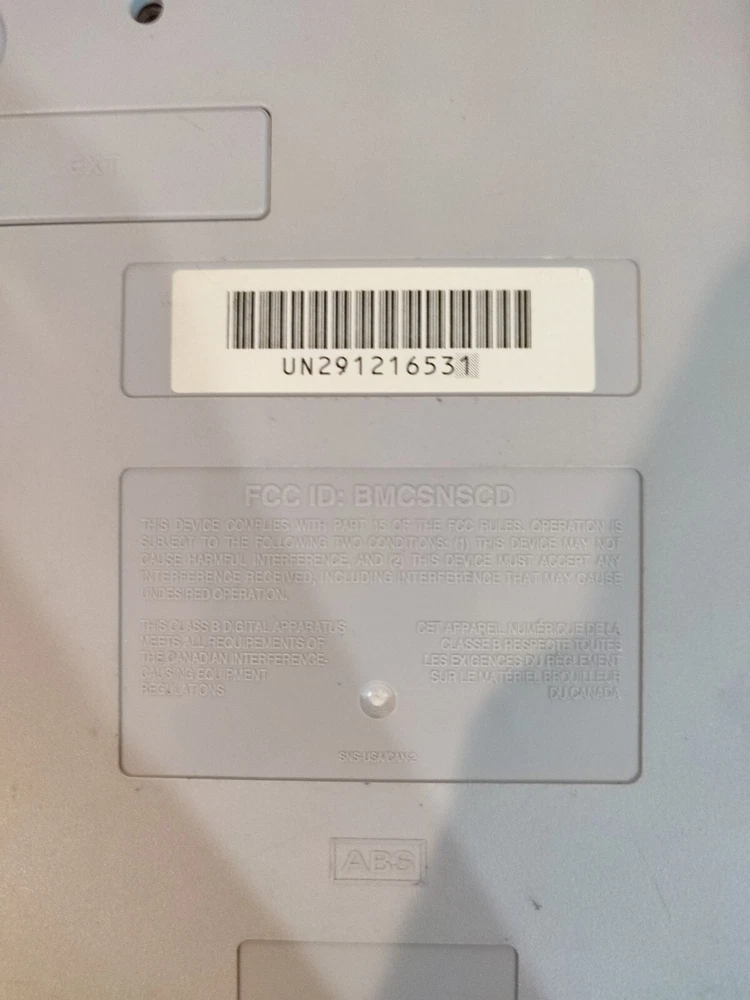 EXT
UN291216531
FCC ID: BMCSNSCD
THIS DEVICE COMPLIES WITH PART 15 OF THE FCC RULES. OPERATION IS
SUBJECT TO THE FOLLOWING TWO CONDITIONS: (1) THIS DEVICE MAY NOT
CAUSE HARMFUL INTERFERENCE, AND (2) THIS DEVICE MUST ACCEPT ANY
INTERFERENCE RECEIVED, INCLUDING INTERFERENCE THAT MAY CAUSE
UNDESIRED OPERATION.
THIS CLASS B DIGITAL APPARATUS
MEETS ALL REQUIREMENTS OF
THE CANADIAN INTERFERENCE-
CAUSING EQUIPMENT
REGULATIONS
CET APPAREIL NUMÉRIQUE DE LA
CLASSE B RESPECTE TOUTES
LES EXIGENCES DU RÈGLEMENT
SUR LE MATÉRIEL BROUILLEUR
DU CANADA
SNS-USA/CAN-2
ABS